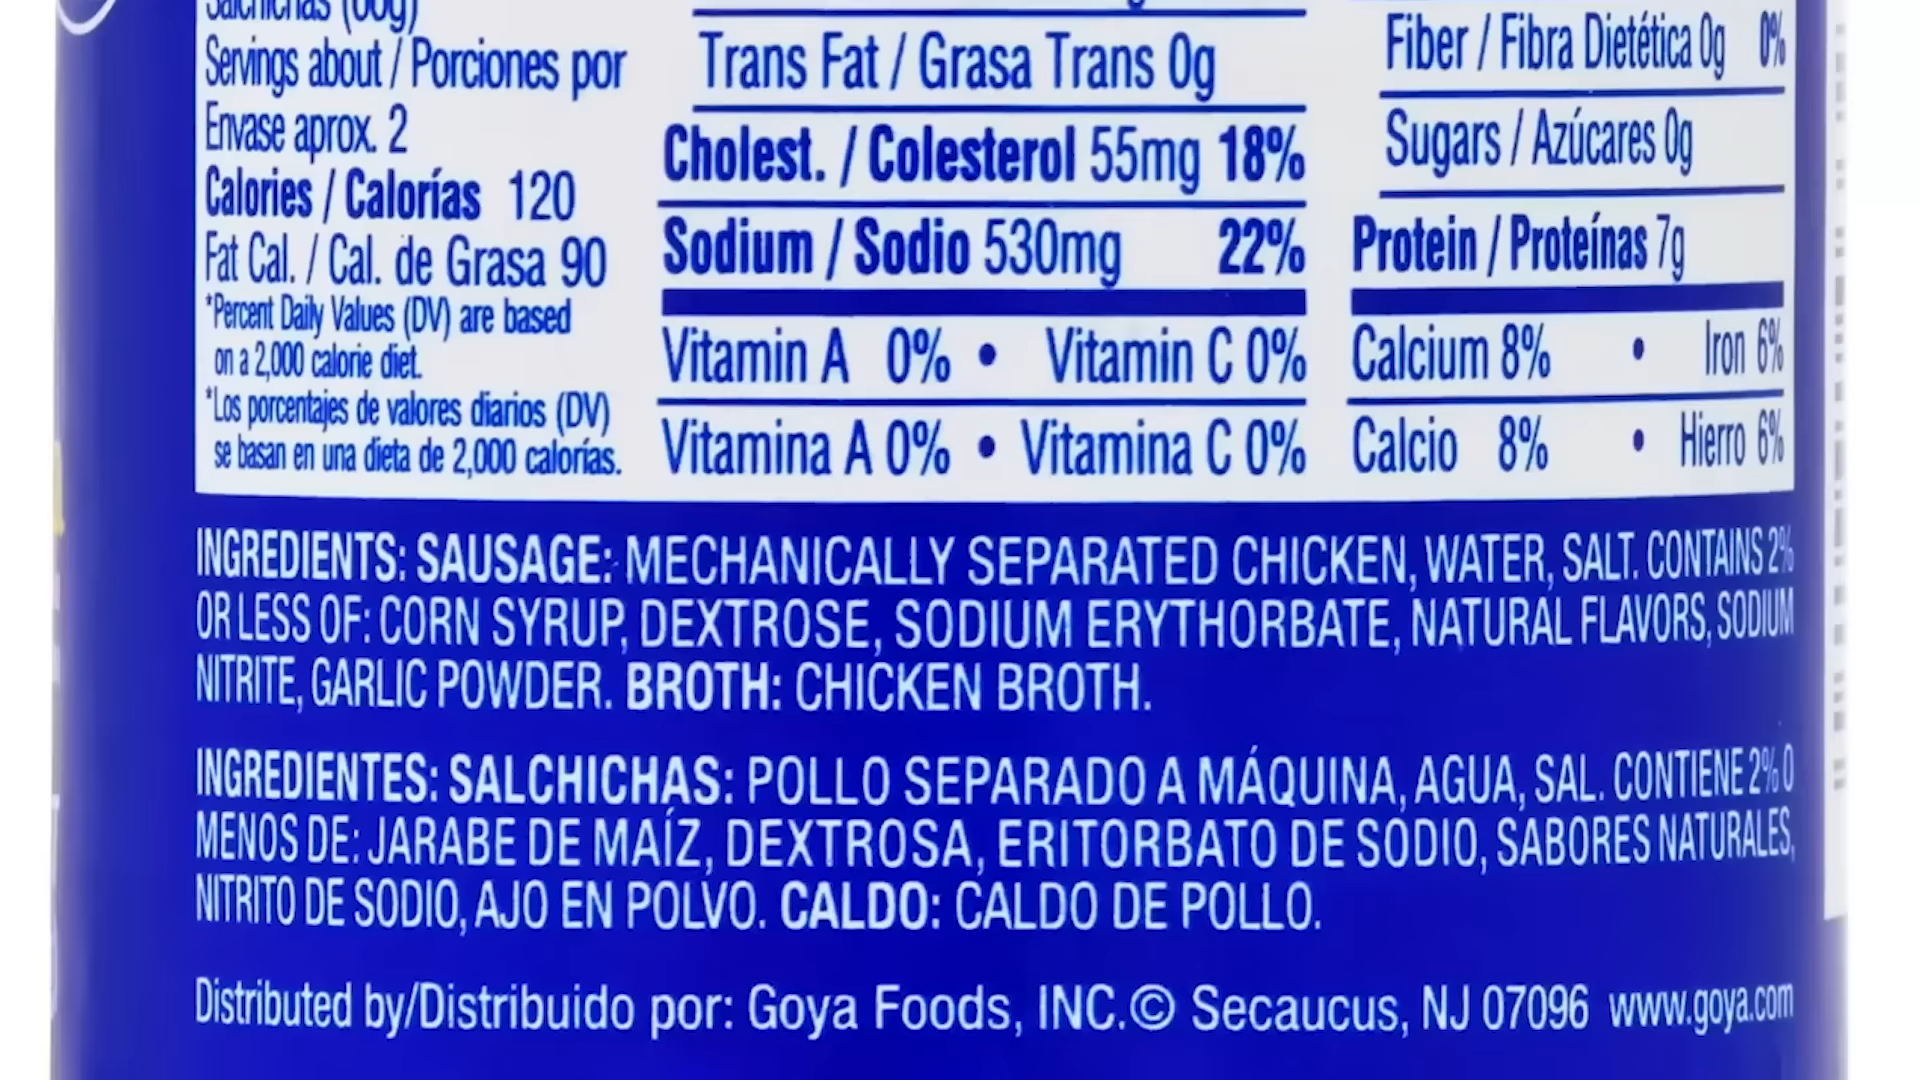 Salchichas (60g)
Servings about / Porciones por
Envase aprox. 2
Calories / Calorías 120
Fat Cal. / Cal. de Grasa 90
*Percent Daily Values (DV) are based
on a 2,000 calorie diet.
*Los porcentajes de valores diarios (DV)
se basan en una dieta de 2,000 calorías.
Trans Fat / Grasa Trans 0g
Cholest. / Colesterol 55mg 18%
Sodium / Sodio 530mg 22%
Vitamin A 0% • Vitamin C 0%
Vitamina A 0% • Vitamina C 0%
Fiber / Fibra Dietética 0g 0%
Sugars / Azúcares 0g
Protein / Proteínas 7g
Calcium 8% • Iron 6%
Calcio 8% • Hierro 6%
INGREDIENTS: SAUSAGE: MECHANICALLY SEPARATED CHICKEN, WATER, SALT. CONTAINS 2%
OR LESS OF: CORN SYRUP, DEXTROSE, SODIUM ERYTHORBATE, NATURAL FLAVORS, SODIUM
NITRITE, GARLIC POWDER. BROTH: CHICKEN BROTH.
INGREDIENTES: SALCHICHAS: POLLO SEPARADO A MÁQUINA, AGUA, SAL. CONTIENE 2% O
MENOS DE: JARABE DE MAÍZ, DEXTROSA, ERITORBATO DE SODIO, SABORES NATURALES,
NITRITO DE SODIO, AJO EN POLVO. CALDO: CALDO DE POLLO.
Distributed by/Distribuido por: Goya Foods, INC.© Secaucus, NJ 07096 www.goya.com